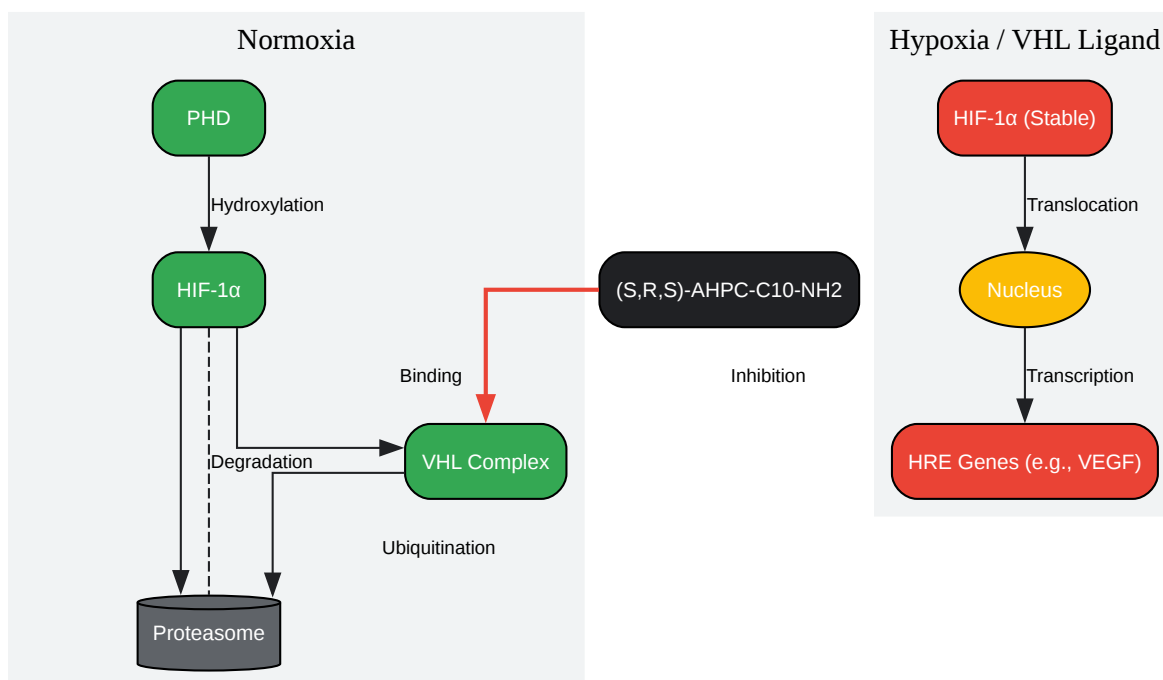 Normoxia
Hypoxia / VHL Ligand
PHD
HIF-1α (Stable)
Hydroxylation
Translocation
HIF-1α
(S,R,S)-AHPC-C10-NH2
Nucleus
Binding
Inhibition
Transcription
Degradation
VHL Complex
HRE Genes (e.g., VEGF)
Ubiquitination
Proteasome